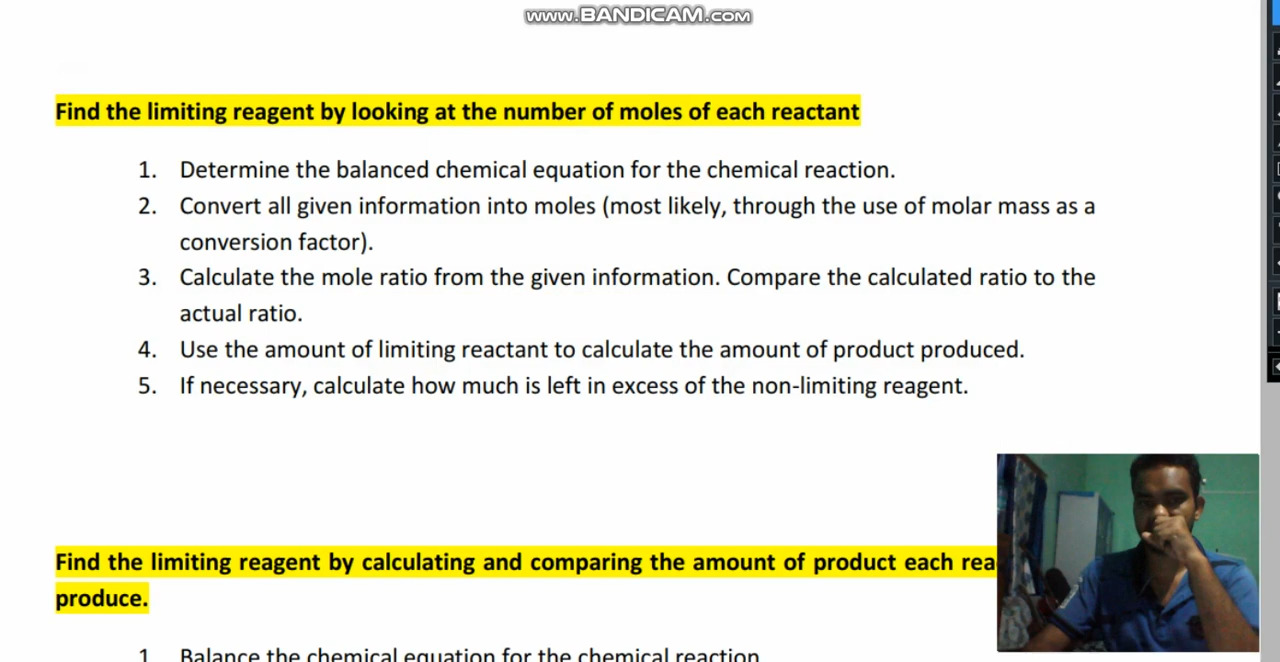 www.BANDICAM.com
Find the limiting reagent by looking at the number of moles of each reactant
1. Determine the balanced chemical equation for the chemical reaction.
2. Convert all given information into moles (most likely, through the use of molar mass as a
conversion factor).
3. Calculate the mole ratio from the given information. Compare the calculated ratio to the
actual ratio.
4. Use the amount of limiting reactant to calculate the amount of product produced.
5. If necessary, calculate how much is left in excess of the non-limiting reagent.
Find the limiting reagent by calculating and comparing the amount of product each
produce.
1. Balance the chemical equation for the chemical reaction